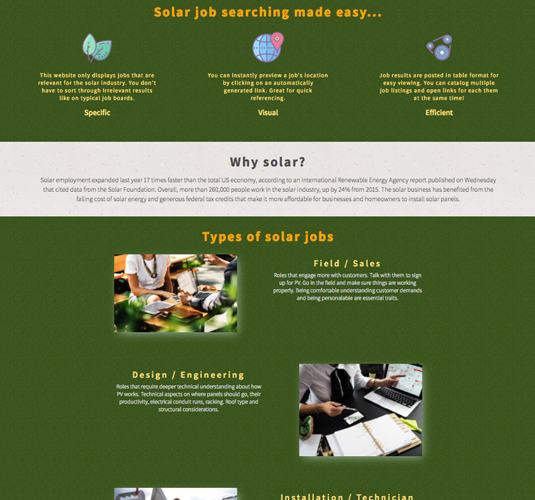 Solar job searching made easy...
This website only displays jobs that are
relevant for the solar industry. You don't
have to sort through irrelevant results
like on typical job boards.
Specific
You can instantly preview a job's location
by clicking on an automatically
generated link. Great for quick
referencing.
Visual
Job results are posted in table format for
easy viewing. You can catalog multiple
job listings and open links for each them
at the same time!
Efficient
Why solar?
Solar employment expanded last year 17 times faster than the total US economy, according to an International Renewable Energy Agency report published on Wednesday
that cited data from the Solar Foundation. Overall, more than 260,000 people work in the solar industry, up by 24% from 2015. The solar business has benefited from the
falling cost of solar energy and generous federal tax credits that make it more affordable for businesses and homeowners to install solar panels.
Types of solar jobs
Field / Sales
Roles that engage more with customers. Talk with them to sign
up for PV. Go in the field and make sure things are working
properly. Being comfortable understanding customer demands
and being personalable are essential traits.
Design / Engineering
Roles that require deeper technical understanding about how
PV works. Technical aspects on where panels should go, their
productivity, electrical conduit runs, racking. Roof type and
structural considerations.
Installation / Technician